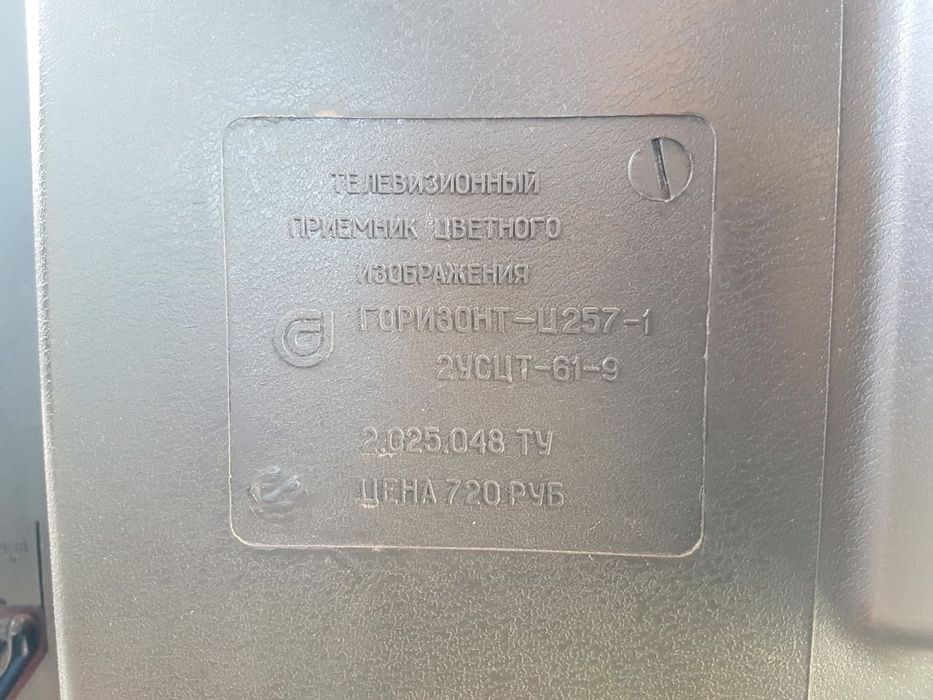 ТЕЛЕВИЗИОННЫЙ
ПРИЕМНИК ЦВЕТНОГО
ИЗОБРАЖЕНИЯ
ГОРИЗОНТ-Ц257-1
2УСЦТ-61-9
2.025.048 ТУ
ЦЕНА 720 РУБ